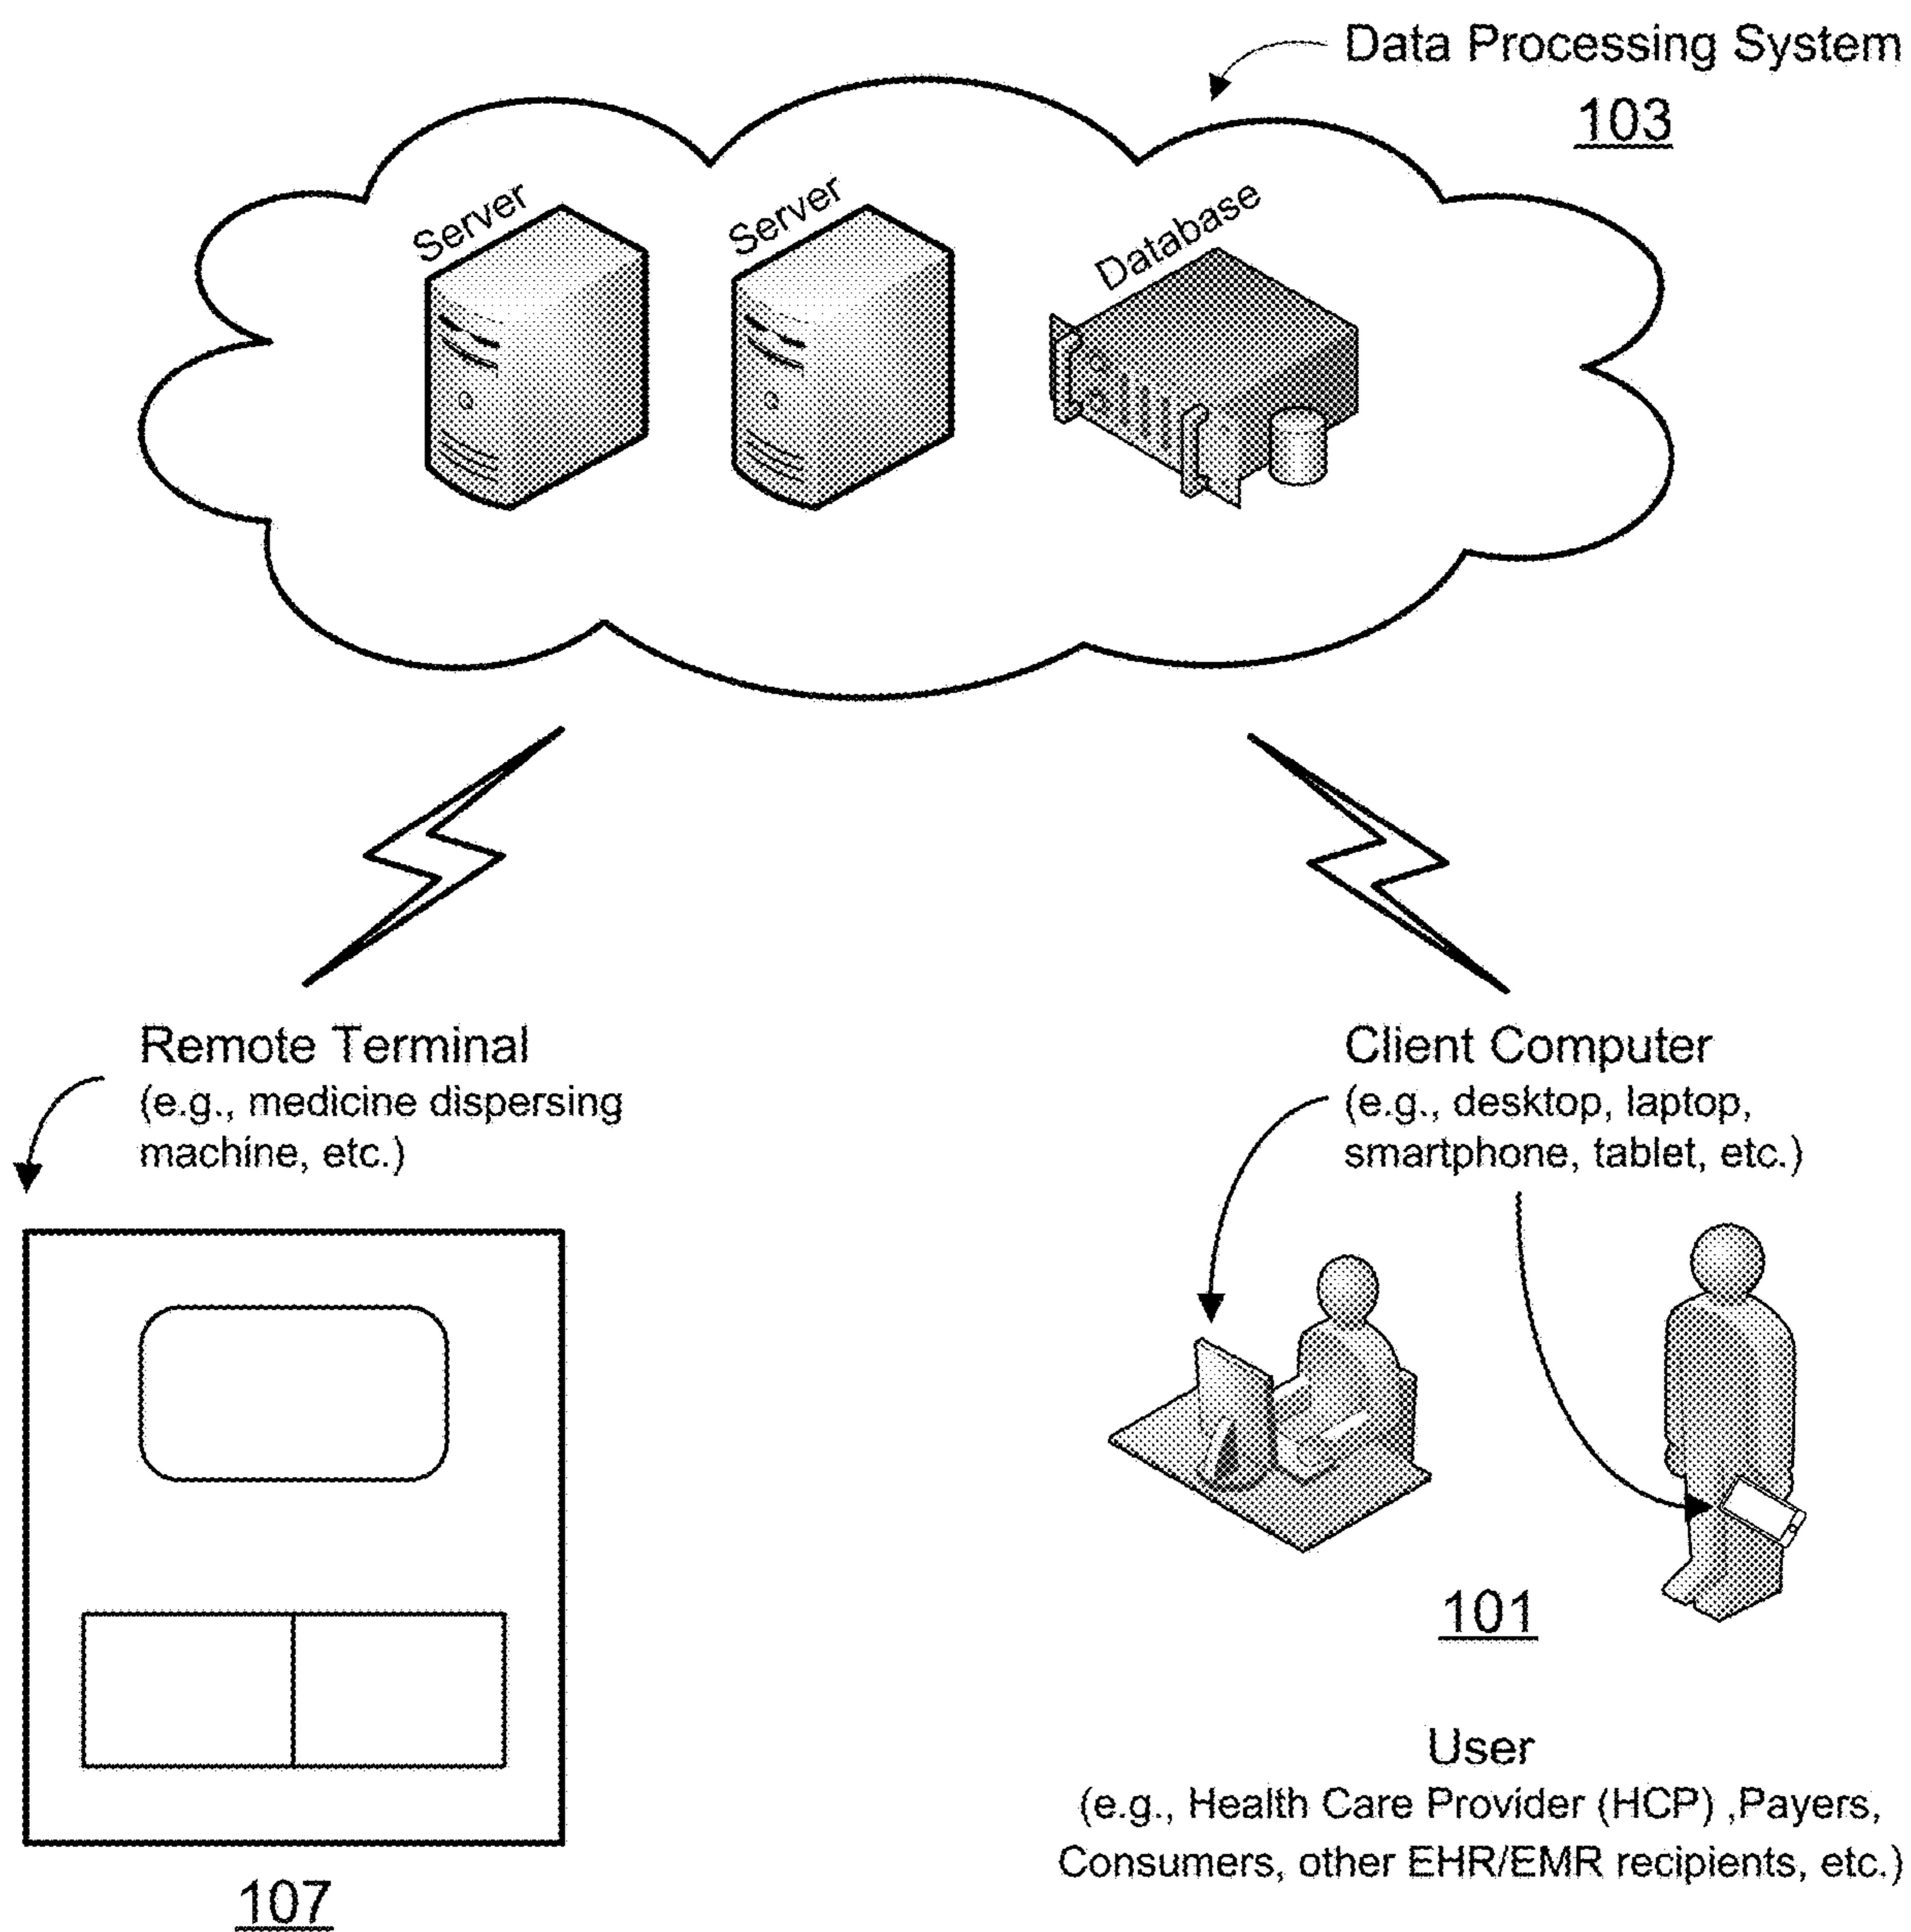 Data Processing System
103
Server
Server
Database
Remote Terminal
(e.g., medicine dispersing
machine, etc.)
Client Computer
(e.g., desktop, laptop,
smartphone, tablet, etc.)
101
User
(e.g., Health Care Provider (HCP) ,Payers,
Consumers, other EHR/EMR recipients, etc.)
107